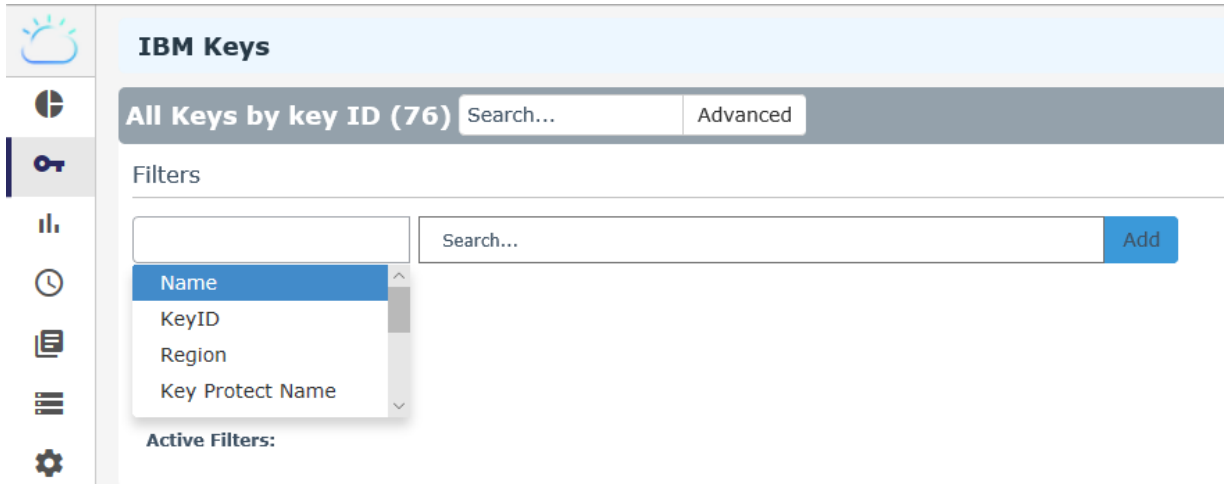 IBM Keys
All Keys by key ID (76) Search... Advanced
Filters
Search... Add
Name
KeyID
Region
Key Protect Name
Active Filters: